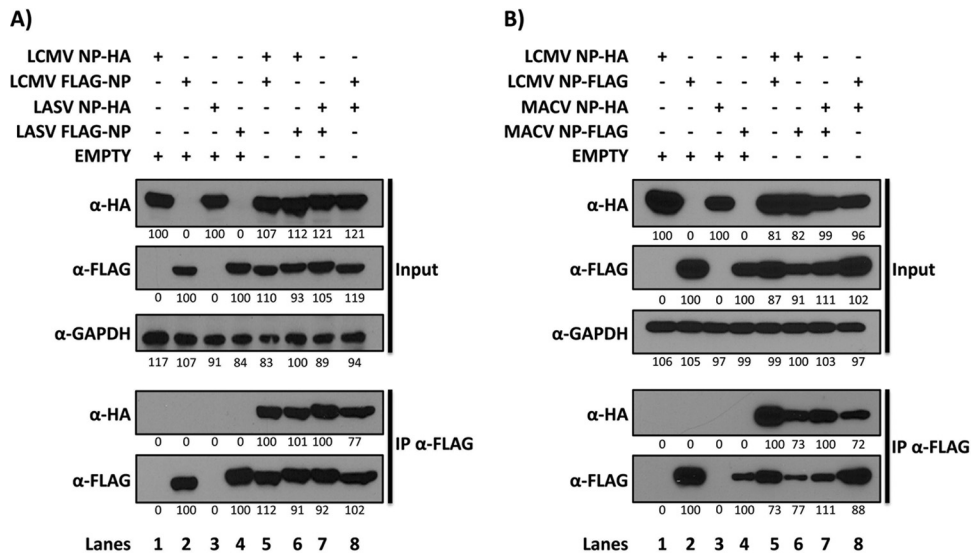 A)
LCMV NP-HA + - - - + + - -
LCMV FLAG-NP - + - - + - - +
LASV NP-HA - - + - - - + +
LASV FLAG-NP - - - + - + + -
EMPTY + + + + - - - -
α-HA
100 0 100 0 107 112 121 121
α-FLAG
0 100 0 100 110 93 105 119
Input
α-GAPDH
117 107 91 84 83 100 89 94
α-HA
0 0 0 0 100 101 100 77
IP α-FLAG
α-FLAG
0 100 0 100 112 91 92 102
Lanes 1 2 3 4 5 6 7 8
B)
LCMV NP-HA + - - - + + - -
LCMV NP-FLAG - + - - + - - +
MACV NP-HA - - + - - - + +
MACV NP-FLAG - - - + - + + -
EMPTY + + + + - - - -
α-HA
100 0 100 0 81 82 99 96
α-FLAG
0 100 0 100 87 91 111 102
Input
α-GAPDH
106 105 97 99 99 100 103 97
α-HA
0 0 0 0 100 73 100 72
IP α-FLAG
α-FLAG
0 100 0 100 73 77 111 88
Lanes 1 2 3 4 5 6 7 8